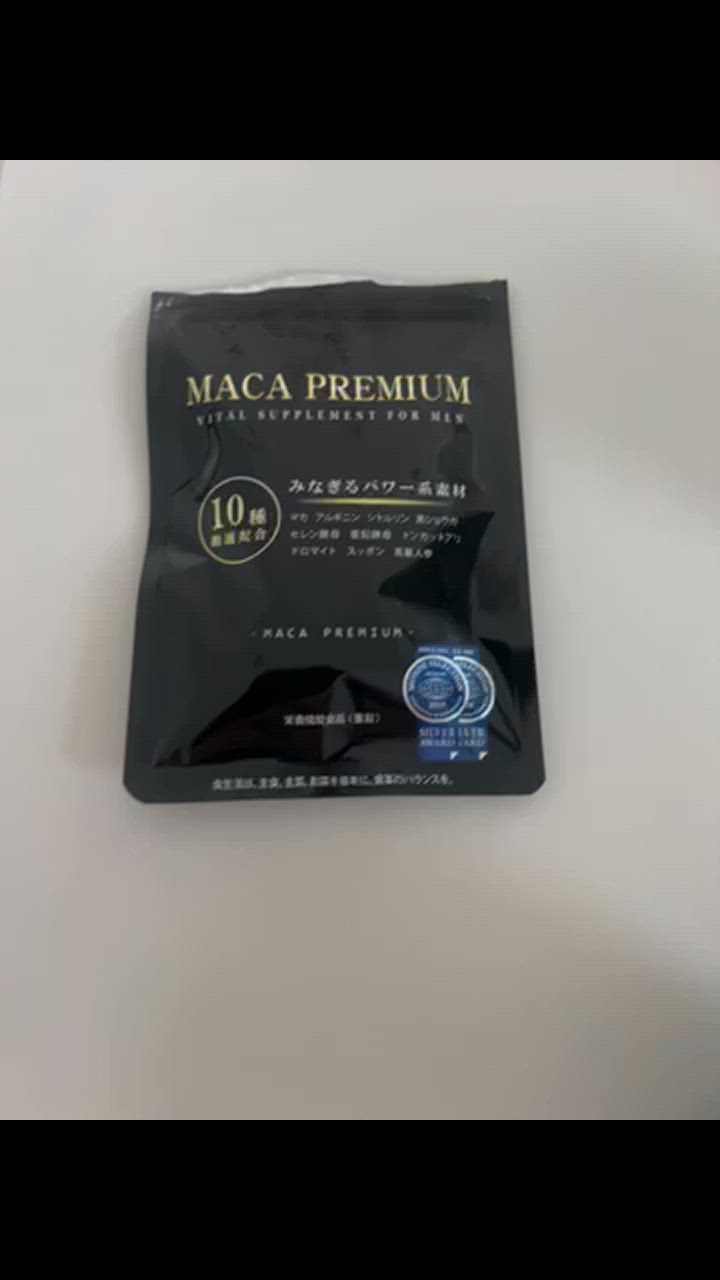 MACA PREMIUM
VITAL SUPPLEMENT FOR MEN
10種
配合
みなぎるパワー系素材
マカ アルギニン シトルリン 黒ショウガ
セレン酵母 亜鉛酵母 トンカットアリ
ドロマイト スッポン 高麗人参
-MACA PREMIUM-
栄養機能食品(亜鉛)
食生活は、主食、主菜、副菜を基本に、食事のバランスを。